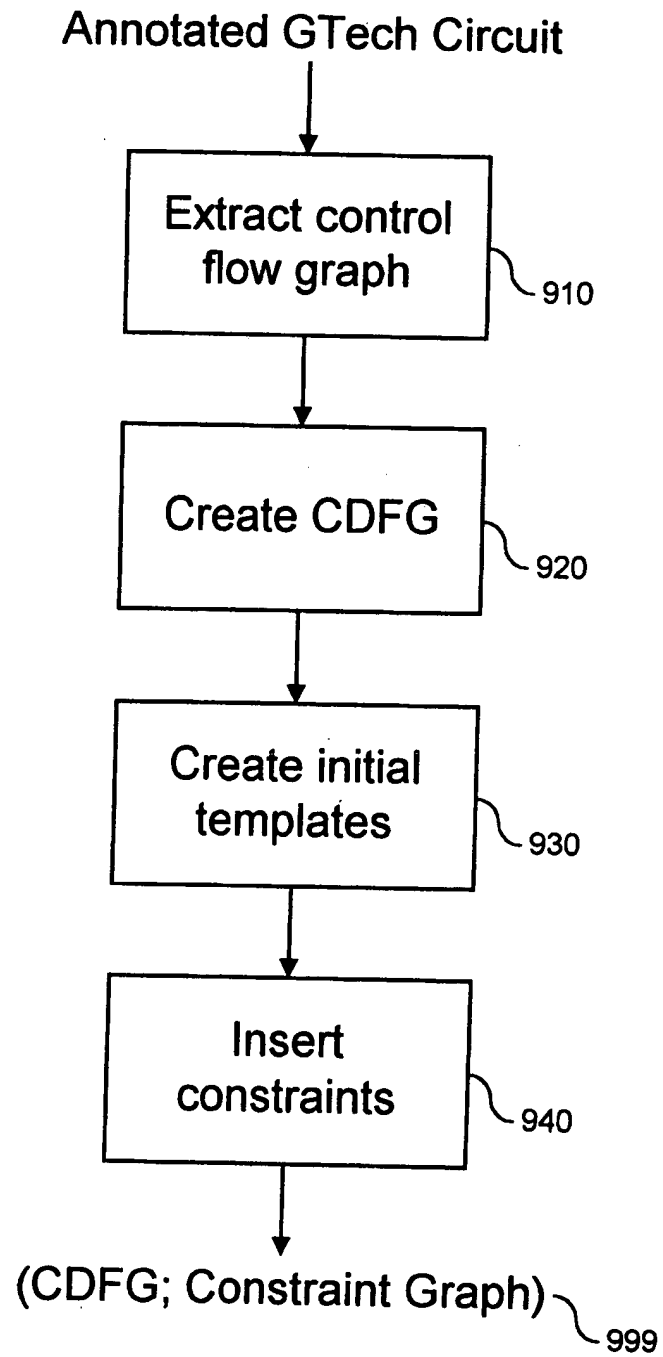 Annotated GTech Circuit
Extract control
flow graph
910
Create CDFG
920
Create initial
templates
930
Insert
constraints
940
(CDFG; Constraint Graph)
999